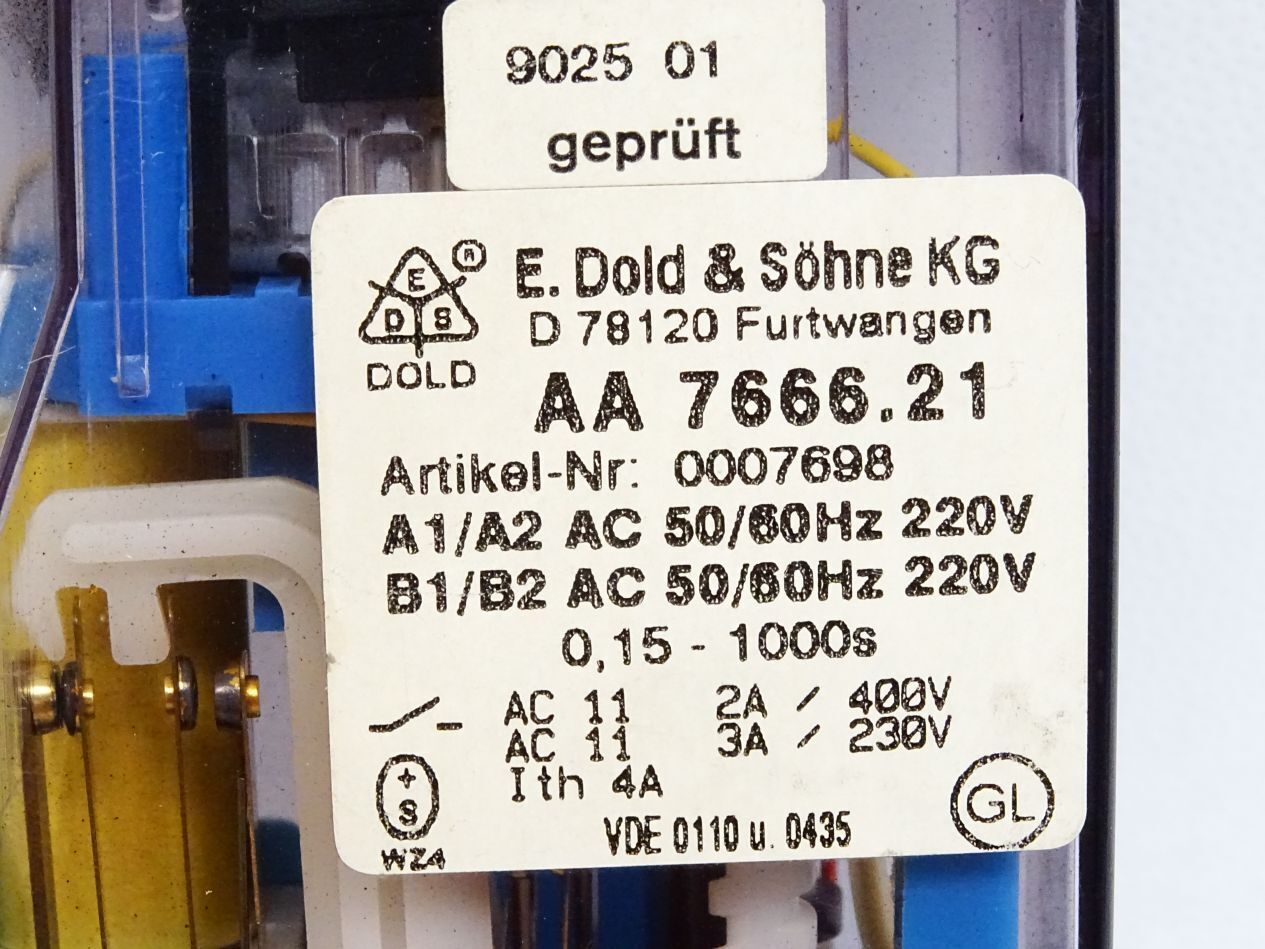 9025 01
geprüft
E. Dold & Söhne KG
D 78120 Furtwangen
E
D S
R
DOLD
AA 7666.21
Artikel-Nr: 0007698
A1/A2 AC 50/60Hz 220V
B1/B2 AC 50/60Hz 220V
0,15 - 1000s
AC 11 2A / 400V
AC 11 3A / 230V
Ith 4A
+
S
WZ4
VDE 0110 u. 0435
GL